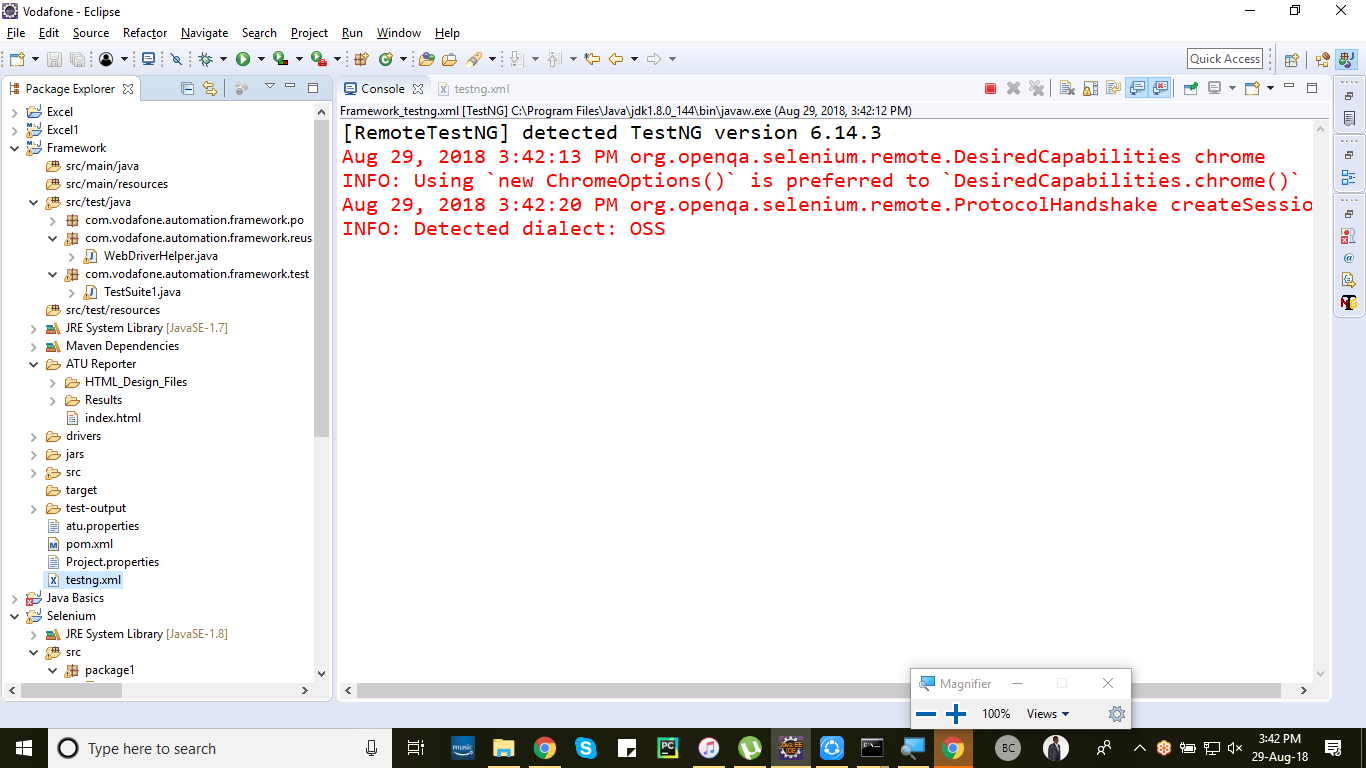 Vodafone - Eclipse
File Edit Source Refactor Navigate Search Project Run Window Help
Quick Access
Package Explorer
Excel
Excel1
Framework
src/main/java
src/main/resources
src/test/java
com.vodafone.automation.framework.po
com.vodafone.automation.framework.reus
WebDriverHelper.java
com.vodafone.automation.framework.test
TestSuite1.java
src/test/resources
JRE System Library [JavaSE-1.7]
Maven Dependencies
ATU Reporter
HTML_Design_Files
Results
index.html
drivers
jars
src
target
test-output
atu.properties
pom.xml
Project.properties
testng.xml
Java Basics
Selenium
JRE System Library [JavaSE-1.8]
src
package1
Console testng.xml
Framework_testng.xml [TestNG] C:\Program Files\Java\jdk1.8.0_144\bin\javaw.exe (Aug 29, 2018, 3:42:12 PM)
[RemoteTestNG] detected TestNG version 6.14.3
Aug 29, 2018 3:42:13 PM org.openqa.selenium.remote.DesiredCapabilities chrome
INFO: Using `new ChromeOptions()` is preferred to `DesiredCapabilities.chrome()`
Aug 29, 2018 3:42:20 PM org.openqa.selenium.remote.ProtocolHandshake createSessio
INFO: Detected dialect: OSS
Magnifier
100% Views
Type here to search
music
PC
BC
3:42 PM
29-Aug-18